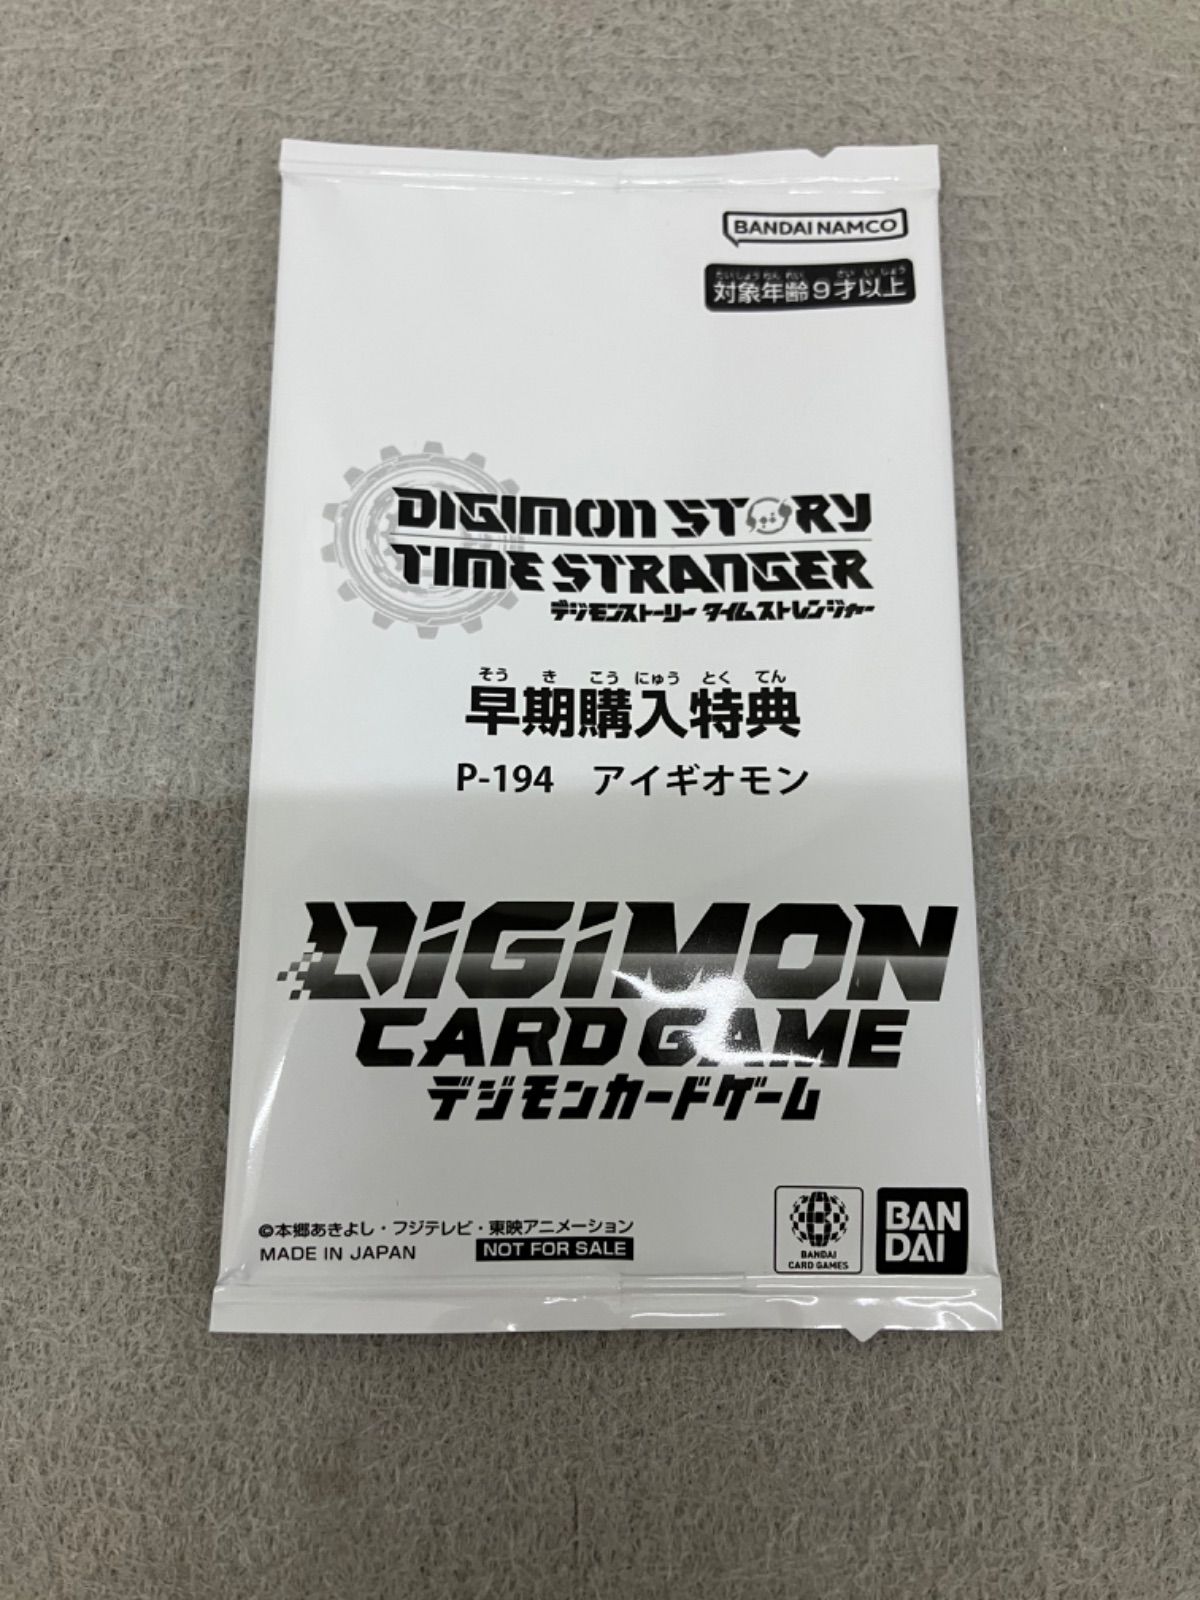 BANDAI NAMCO
たいしょうねんれい さい い じょう
対象年齢9才以上
DIGIMON STORY
TIME STRANGER
デジモンストーリー タイムストレンジャー
そう き こう にゅう とく てん
早期購入特典
P-194 アイギオモン
DIGIMON
CARD GAME
デジモンカードゲーム
©本郷あきよし・フジテレビ・東映アニメーション
MADE IN JAPAN NOT FOR SALE
BANDAI
CARD GAMES
BAN
DAI